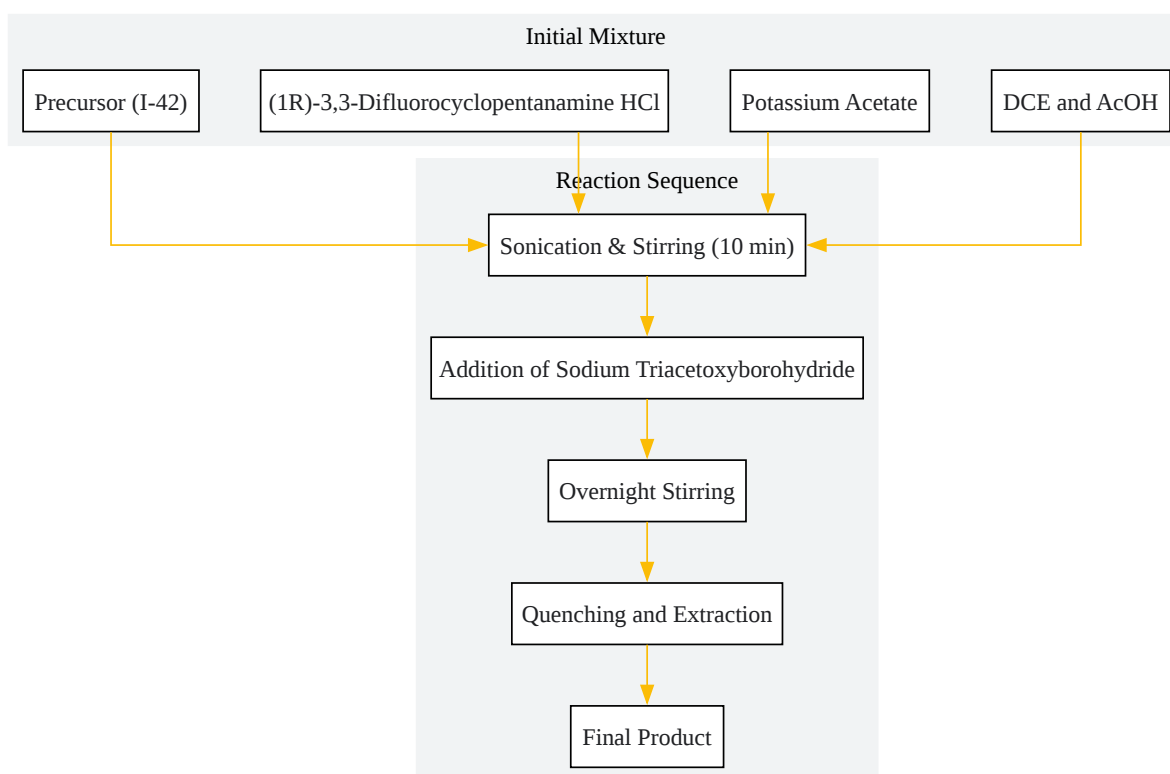 Initial Mixture
Precursor (I-42)
(1R)-3,3-Difluorocyclopentanamine HCl
Potassium Acetate
DCE and AcOH
Reaction Sequence
Sonication & Stirring (10 min)
Addition of Sodium Triacetoxyborohydride
Overnight Stirring
Quenching and Extraction
Final Product